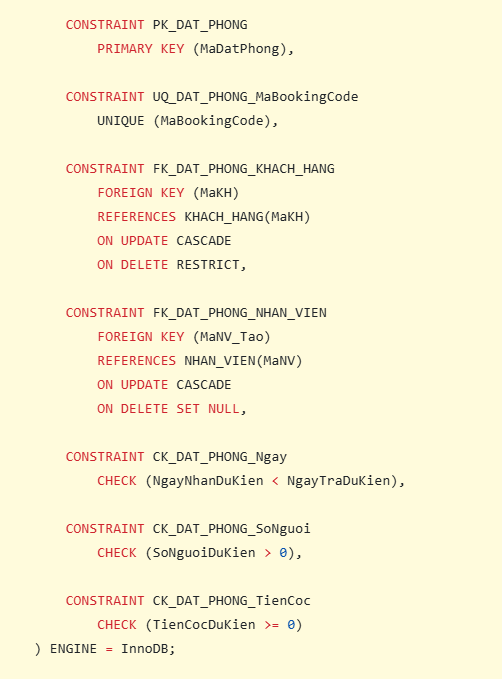 CONSTRAINT PK_DAT_PHONG
PRIMARY KEY (MaDatPhong),
CONSTRAINT UQ_DAT_PHONG_MaBookingCode
UNIQUE (MaBookingCode),
CONSTRAINT FK_DAT_PHONG_KHACH_HANG
FOREIGN KEY (MaKH)
REFERENCES KHACH_HANG(MaKH)
ON UPDATE CASCADE
ON DELETE RESTRICT,
CONSTRAINT FK_DAT_PHONG_NHAN_VIEN
FOREIGN KEY (MaNV_Tao)
REFERENCES NHAN_VIEN(MaNV)
ON UPDATE CASCADE
ON DELETE SET NULL,
CONSTRAINT CK_DAT_PHONG_Ngay
CHECK (NgayNhanDuKien < NgayTraDuKien),
CONSTRAINT CK_DAT_PHONG_SoNguoi
CHECK (SoNguoiDuKien > 0),
CONSTRAINT CK_DAT_PHONG_TienCoc
CHECK (TienCocDuKien >= 0)
) ENGINE = InnoDB;